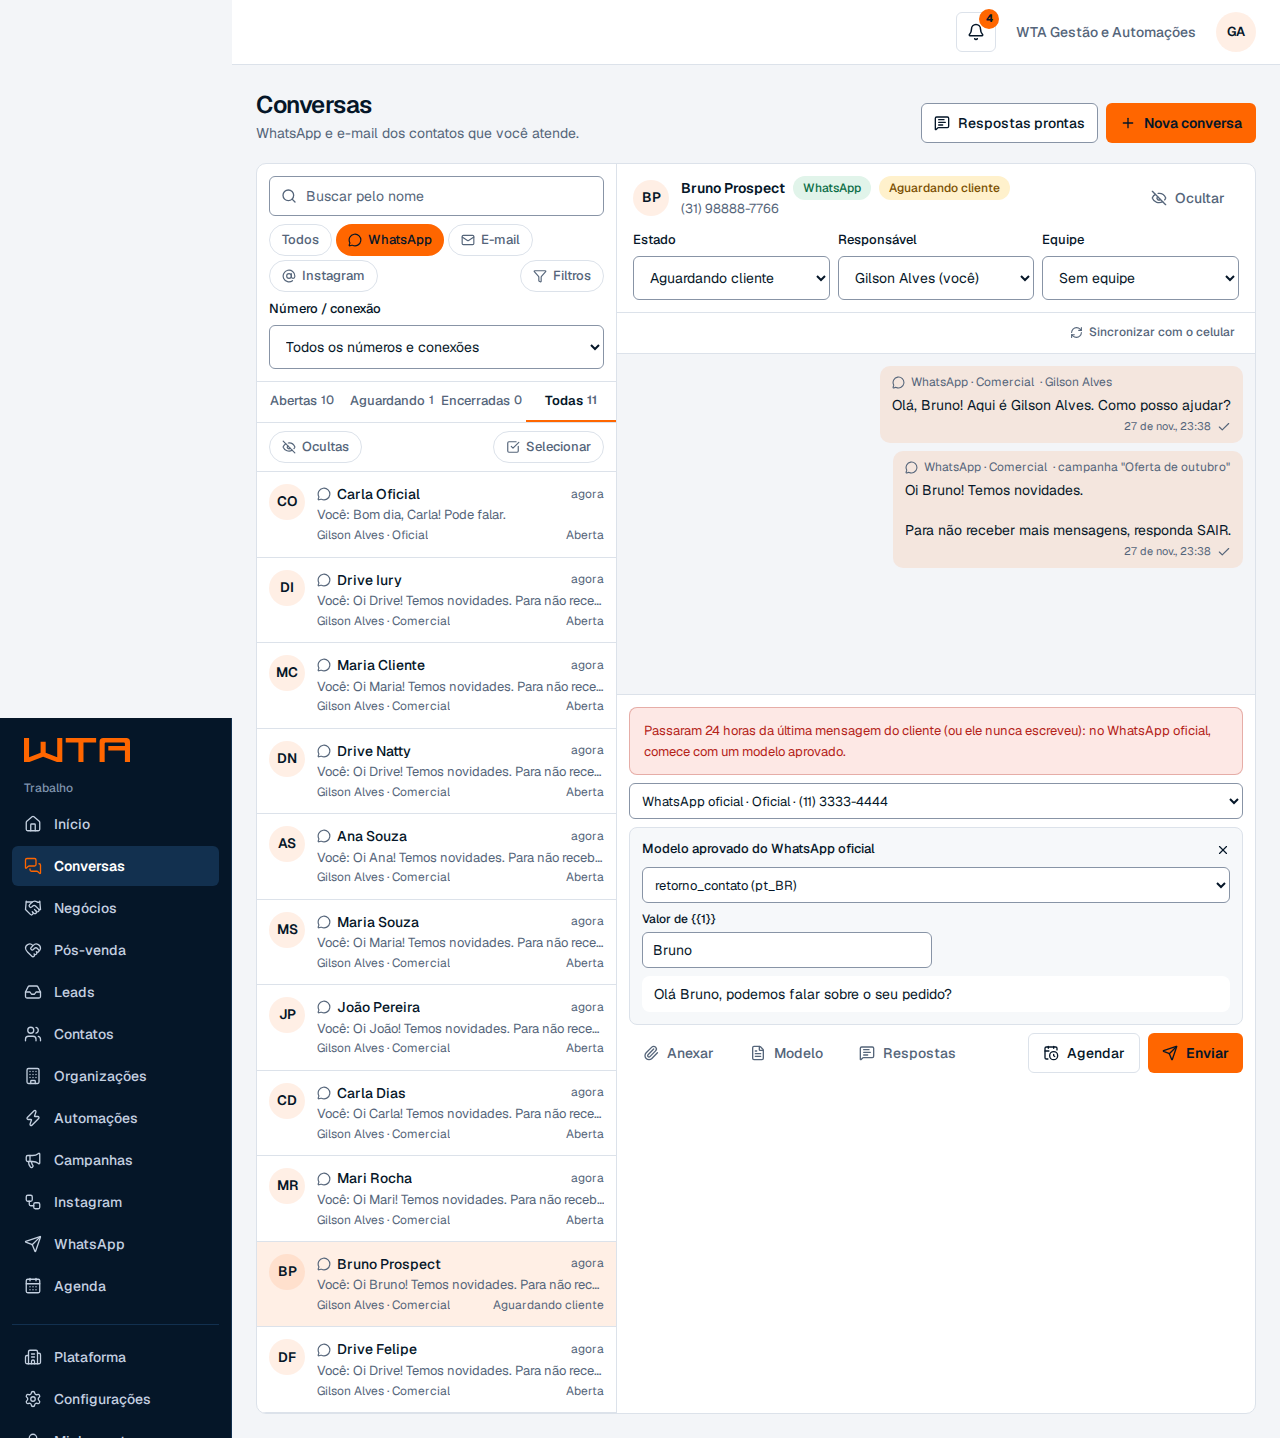 4
WTA Gestão e Automações
GA
Conversas
WhatsApp e e-mail dos contatos que você atende.
Respostas prontas
Nova conversa
Buscar pelo nome
Todos
WhatsApp
E-mail
Instagram
Filtros
Número / conexão
Todos os números e conexões
Abertas 10
Aguardando 1
Encerradas 0
Todas 11
Ocultas
Selecionar
CO
Carla Oficial
agora
Você: Bom dia, Carla! Pode falar.
Gilson Alves · Oficial
Aberta
DI
Drive Iury
agora
Você: Oi Drive! Temos novidades. Para não rece...
Gilson Alves · Comercial
Aberta
MC
Maria Cliente
agora
Você: Oi Maria! Temos novidades. Para não rece...
Gilson Alves · Comercial
Aberta
DN
Drive Natty
agora
Você: Oi Drive! Temos novidades. Para não rece...
Gilson Alves · Comercial
Aberta
AS
Ana Souza
agora
Você: Oi Ana! Temos novidades. Para não receb...
Gilson Alves · Comercial
Aberta
MS
Maria Souza
agora
Você: Oi Maria! Temos novidades. Para não rece...
Gilson Alves · Comercial
Aberta
JP
João Pereira
agora
Você: Oi João! Temos novidades. Para não rece...
Gilson Alves · Comercial
Aberta
CD
Carla Dias
agora
Você: Oi Carla! Temos novidades. Para não rece...
Gilson Alves · Comercial
Aberta
MR
Mari Rocha
agora
Você: Oi Mari! Temos novidades. Para não receb...
Gilson Alves · Comercial
Aberta
BP
Bruno Prospect
agora
Você: Oi Bruno! Temos novidades. Para não rec...
Gilson Alves · Comercial
Aguardando cliente
DF
Drive Felipe
agora
Você: Oi Drive! Temos novidades. Para não rece...
Gilson Alves · Comercial
Aberta
BP
Bruno Prospect
WhatsApp
Aguardando cliente
(31) 98888-7766
Ocultar
Estado
Responsável
Equipe
Aguardando cliente
Gilson Alves (você)
Sem equipe
Sincronizar com o celular
WhatsApp · Comercial · Gilson Alves
Olá, Bruno! Aqui é Gilson Alves. Como posso ajudar?
27 de nov., 23:38
WhatsApp · Comercial · campanha "Oferta de outubro"
Oi Bruno! Temos novidades.
Para não receber mais mensagens, responda SAIR.
27 de nov., 23:38
Passaram 24 horas da última mensagem do cliente (ou ele nunca escreveu): no WhatsApp oficial,
comece com um modelo aprovado.
WhatsApp oficial · Oficial · (11) 3333-4444
Modelo aprovado do WhatsApp oficial
retorno_contato (pt_BR)
Valor de {{1}}
Bruno
Olá Bruno, podemos falar sobre o seu pedido?
Anexar
Modelo
Respostas
Agendar
Enviar
WTA
Trabalho
Início
Conversas
Negócios
Pós-venda
Leads
Contatos
Organizações
Automações
Campanhas
Instagram
WhatsApp
Agenda
Plataforma
Configurações